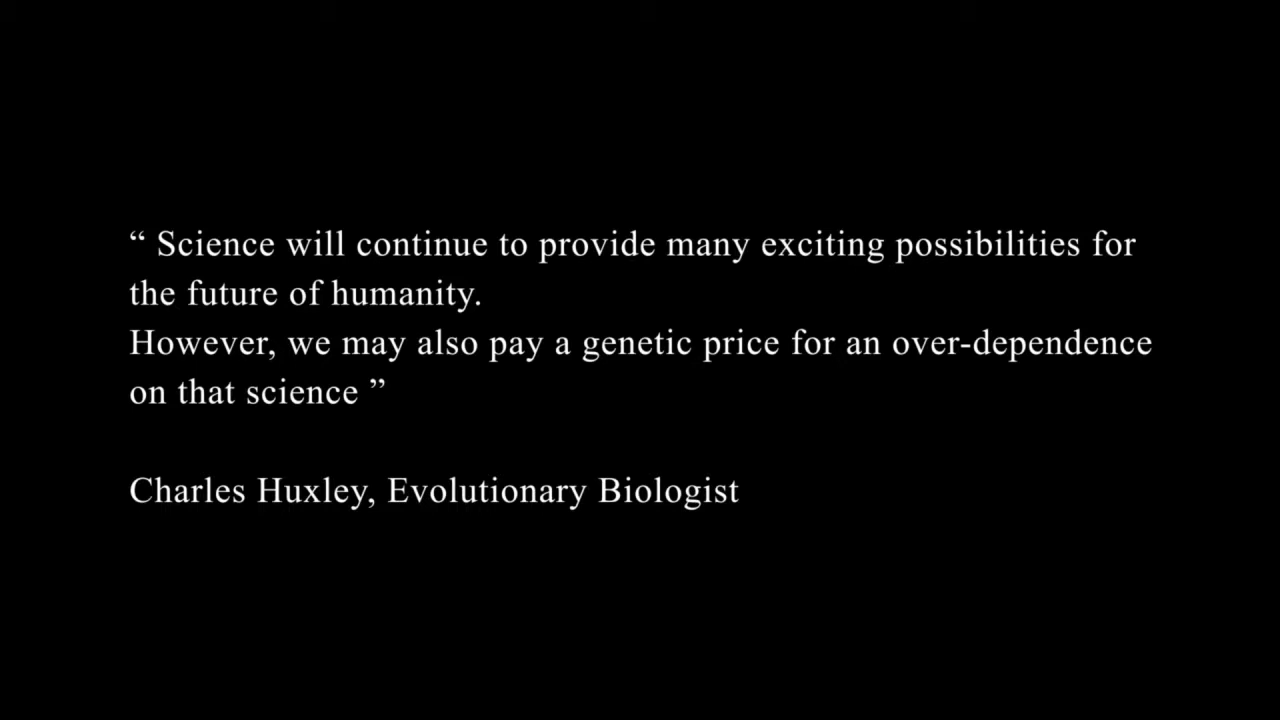 “ Science will continue to provide many exciting possibilities for
the future of humanity.
However, we may also pay a genetic price for an over-dependence
on that science ”
Charles Huxley, Evolutionary Biologist